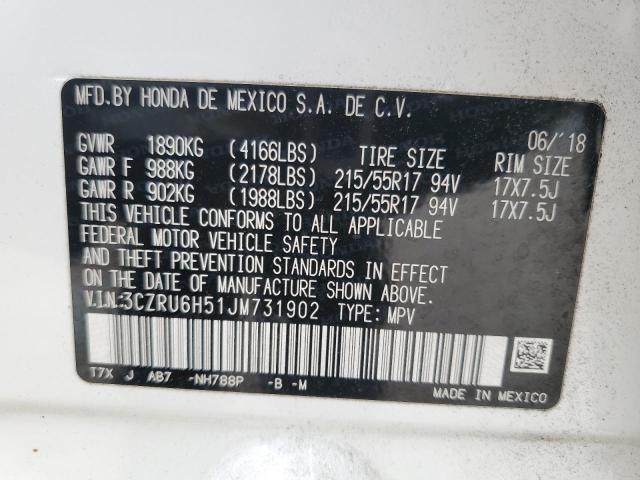 MFD.BY HONDA DE MEXICO S.A. DE C.V.
06/'18
GVWR 1890KG (4166LBS) TIRE SIZE RIM SIZE
GAWR F 988KG (2178LBS) 215/55R17 94V 17X7.5J
GAWR R 902KG (1988LBS) 215/55R17 94V 17X7.5J
THIS VEHICLE CONFORMS TO ALL APPLICABLE
FEDERAL MOTOR VEHICLE SAFETY
AND THEFT PREVENTION STANDARDS IN EFFECT
ON THE DATE OF MANUFACTURE SHOWN ABOVE.
V.I.N:3CZRU6H51JM731902 TYPE: MPV
T7X J AB7 -NH788P -B -M
MADE IN MEXICO